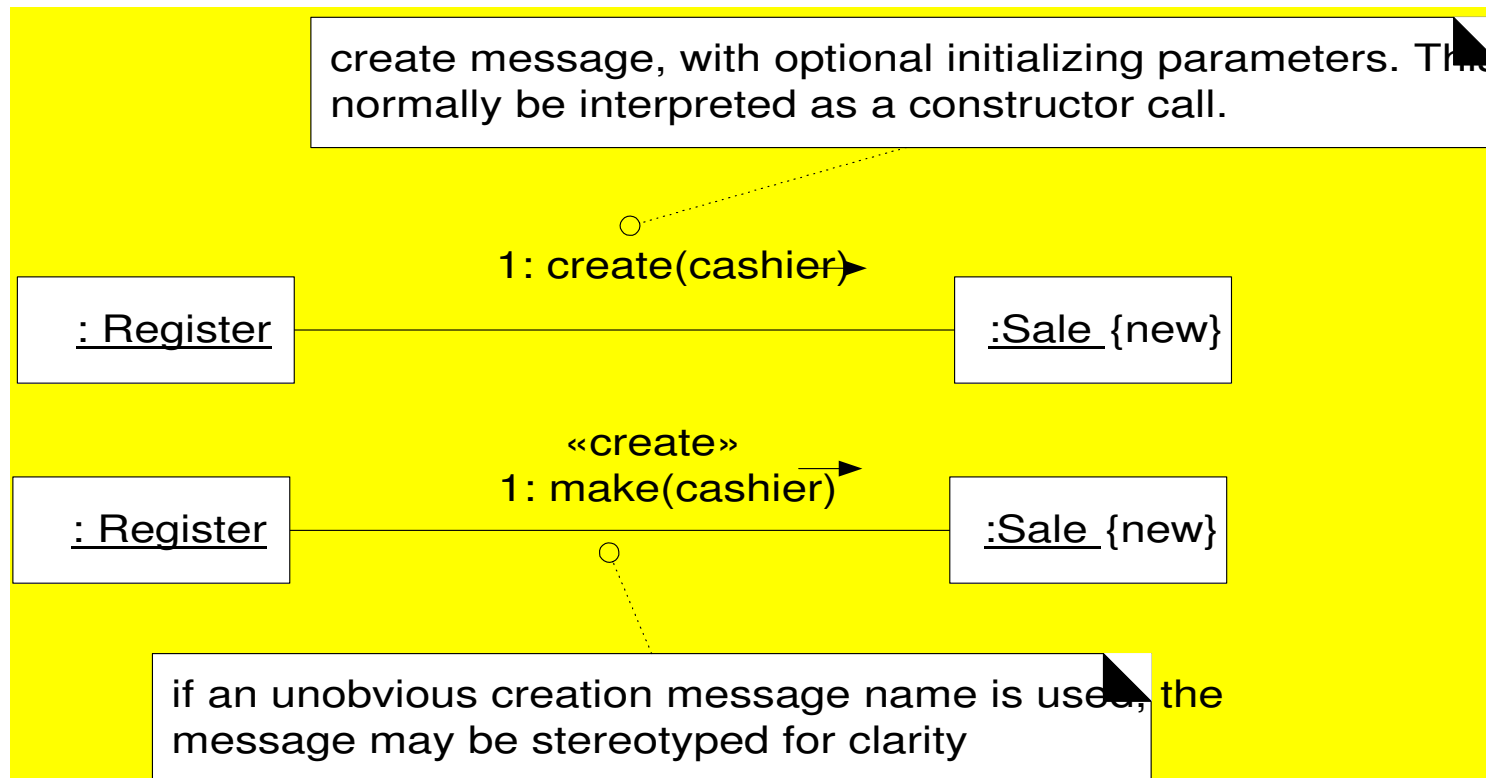 create message, with optional initializing parameters. This
normally be interpreted as a constructor call.
1: create(cashier)
: Register
:Sale {new}
«create»
1: make(cashier)
: Register
:Sale {new}
if an unobvious creation message name is used, the
message may be stereotyped for clarity